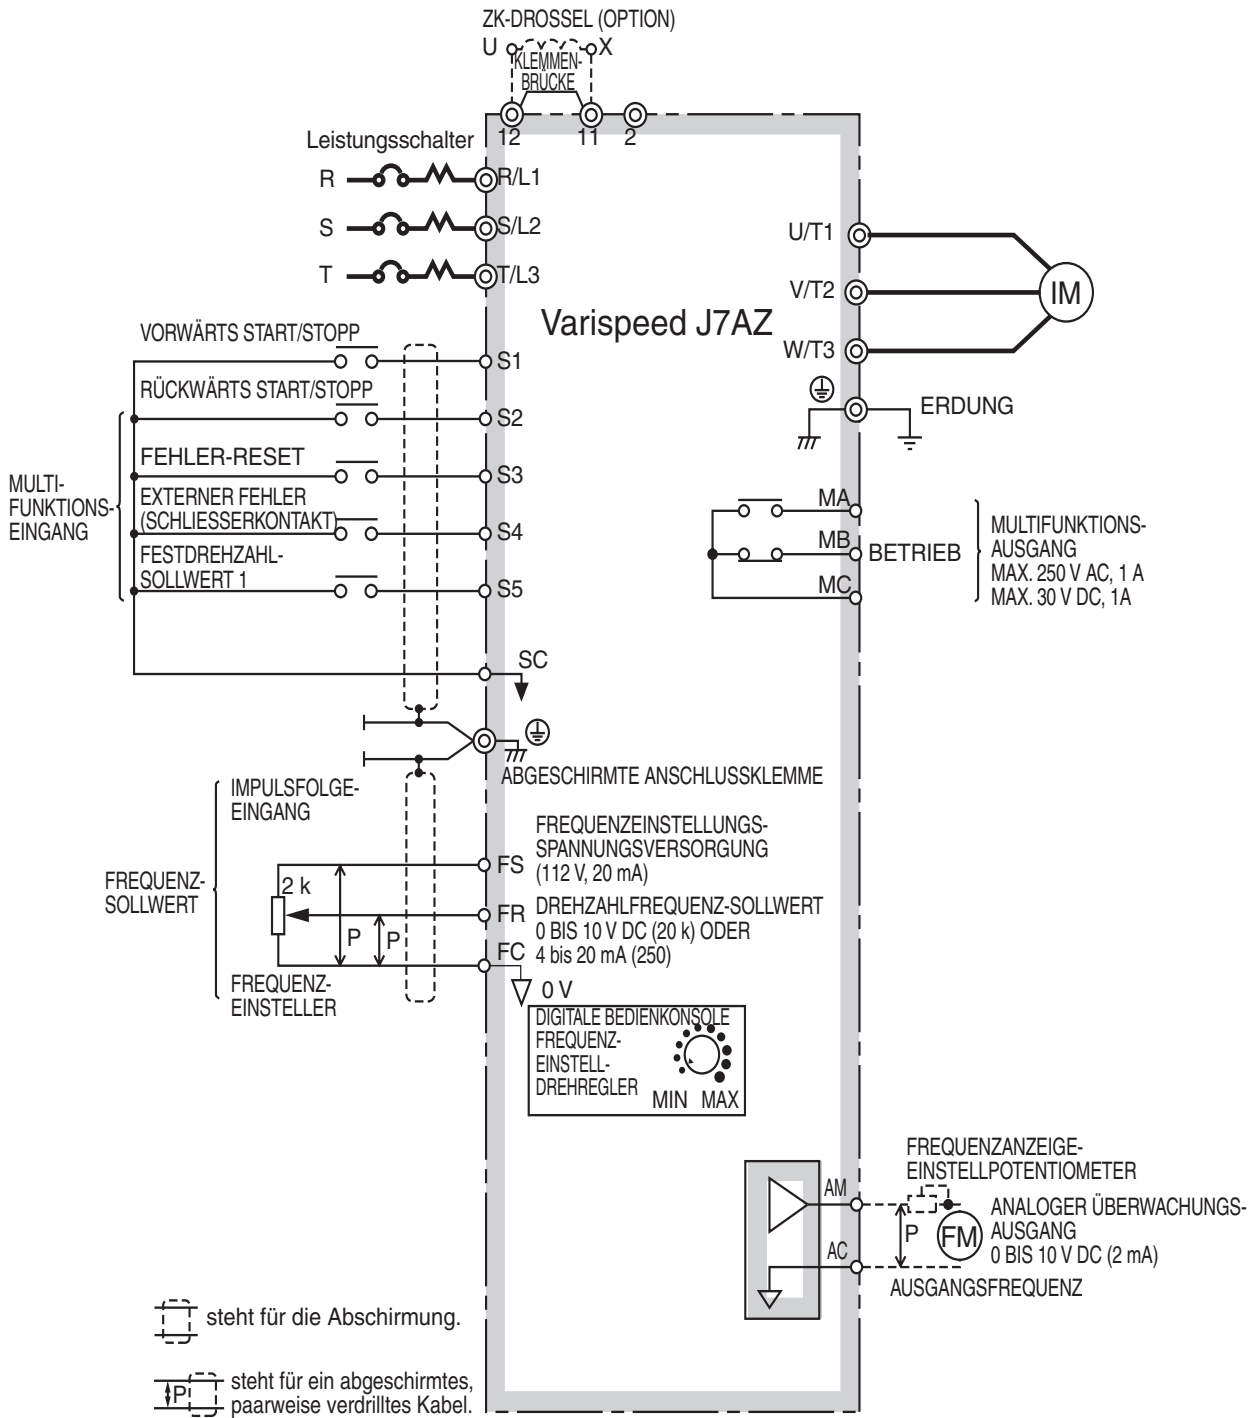 ZK-DROSSEL (OPTION)
U
X
KLEMMEN-
BRÜCKE
12
11
2
Leistungsschalter
R
R/L1
S
S/L2
T
T/L3
U/T1
V/T2
W/T3
IM
Varispeed J7AZ
ERDUNG
VORWÄRTS START/STOPP
S1
RÜCKWÄRTS START/STOPP
S2
FEHLER-RESET
S3
EXTERNER FEHLER
(SCHLIESSERKONTAKT)
S4
FESTDREHZAHL-
SOLLWERT 1
S5
MULTI-
FUNKTIONS-
EINGANG
SC
MA
MB
MC
BETRIEB
MULTIFUNKTIONS-
AUSGANG
MAX. 250 V AC, 1 A
MAX. 30 V DC, 1A
ABGESCHIRMTE ANSCHLUSSKLEMME
IMPULSFOLGE-
EINGANG
FREQUENZ-
SOLLWERT
2 k
P
P
FREQUENZ-
EINSTELLER
FS
FREQUENZEINSTELLUNGS-
SPANNUNGSVERSORGUNG
(112 V, 20 mA)
FR
DREHZAHLFREQUENZ-SOLLWERT
0 BIS 10 V DC (20 k) ODER
4 bis 20 mA (250)
FC
0 V
DIGITALE BEDIENKONSOLE
FREQUENZ-
EINSTELL-
DREHREGLER
MIN MAX
AM
AC
FREQUENZANZEIGE-
EINSTELLPOTENTIOMETER
P
FM
ANALOGER ÜBERWACHUNGS-
AUSGANG
0 BIS 10 V DC (2 mA)
AUSGANGSFREQUENZ
steht für die Abschirmung.
P
steht für ein abgeschirmtes,
paarweise verdrilltes Kabel.